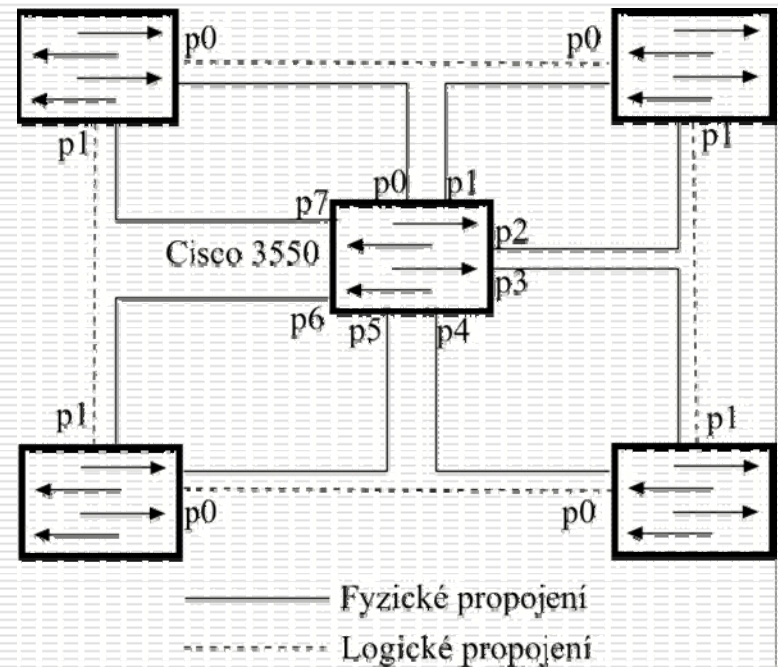 p0
p0
p1
p1
p0
p1
p7
p2
Cisco 3550
p3
p6
p5
p4
p1
p1
p0
p0
Fyzické propojení
Logické propojení